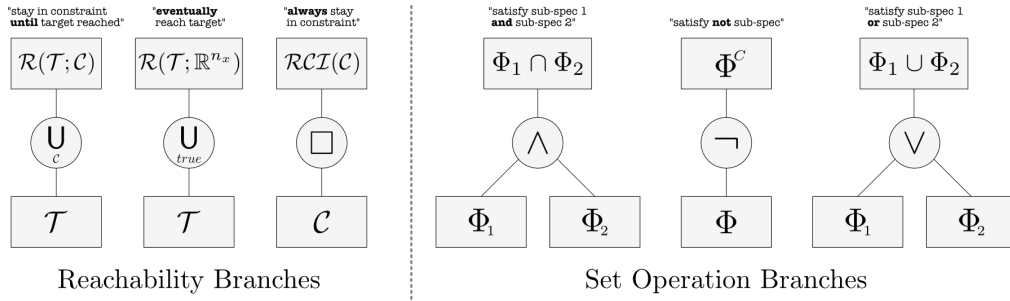 "stay in constraint
until target reached"
"eventually
reach target"
"always stay
in constraint"
"satisfy sub-spec 1
and sub-spec 2"
"satisfy not sub-spec"
"satisfy sub-spec 1
or sub-spec 2"
ℛ(𝒯; 𝒞)
ℛ(𝒯; ℝⁿˣ)
ℛ𝒞ℐ(𝒞)
Φ₁ ∩ Φ₂
Φ^C
Φ₁ ∪ Φ₂
U
𝒞
U
true
□
∧
¬
∨
𝒯
𝒯
𝒞
Φ₁
Φ₂
Φ
Φ₁
Φ₂
Reachability Branches
Set Operation Branches